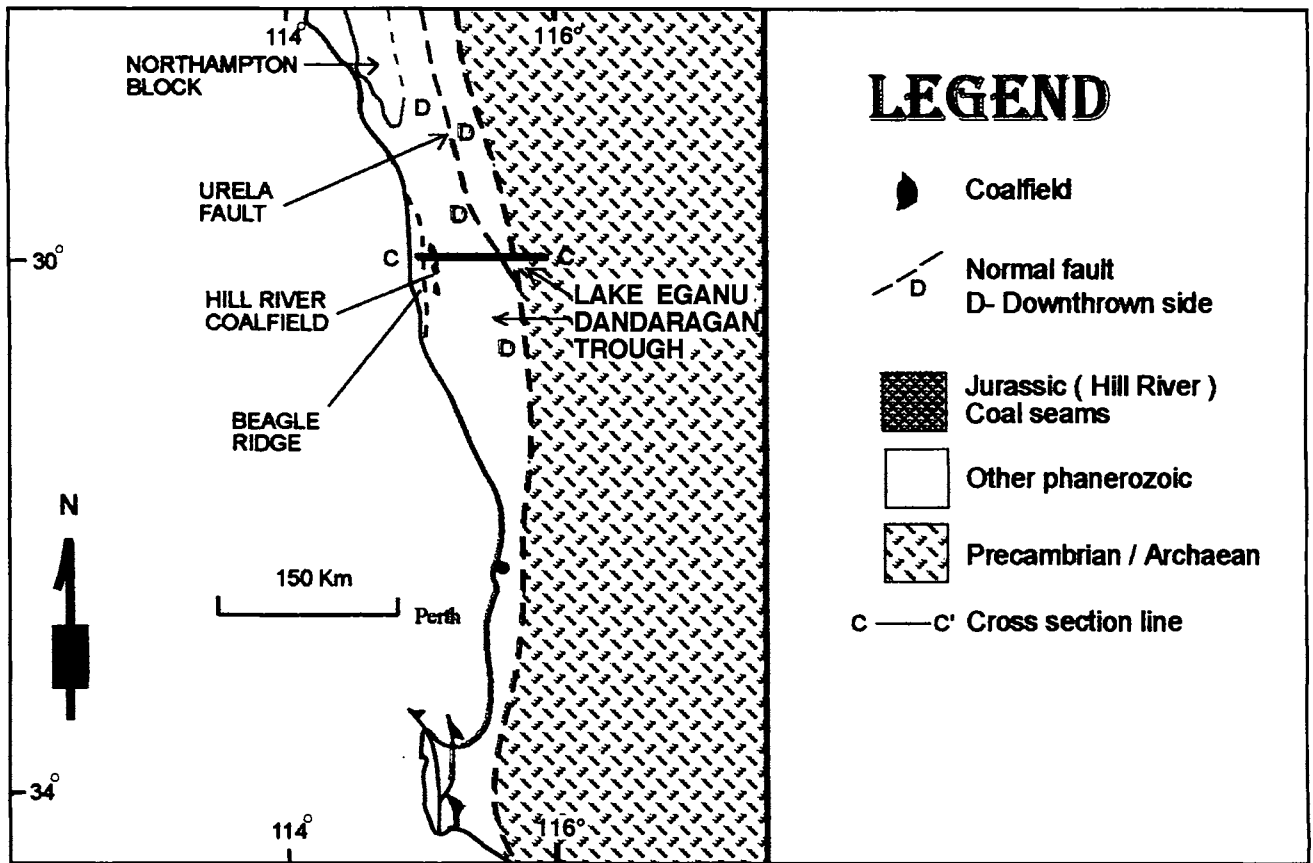 114°
116°
NORTHAMPTON
BLOCK
D
D
URELA
FAULT
D
30°
C
C
HILL RIVER
COALFIELD
LAKE EGANU
DANDARAGAN
TROUGH
D
BEAGLE
RIDGE
N
150 Km
Perth
34°
114°
116°
LEGEND
Coalfield
Normal fault
D
D- Downthrown side
Jurassic ( Hill River )
Coal seams
Other phanerozoic
Precambrian / Archaean
C C' Cross section line